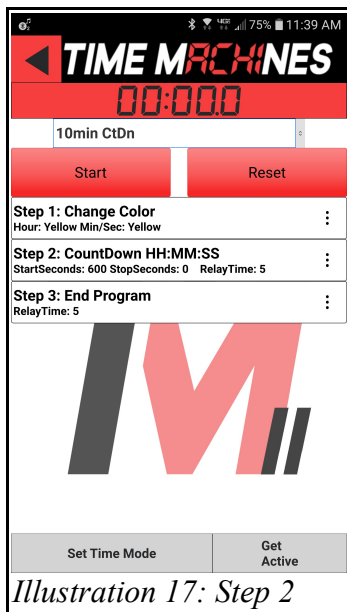 4G 75% 11:39 AM
TIME MACHINES
00:00.0
10min CtDn
Start Reset
Step 1: Change Color
Hour: Yellow Min/Sec: Yellow
Step 2: CountDown HH:MM:SS
StartSeconds: 600 StopSeconds: 0 RelayTime: 5
Step 3: End Program
RelayTime: 5
Set Time Mode Get
Active
Illustration 17: Step 2